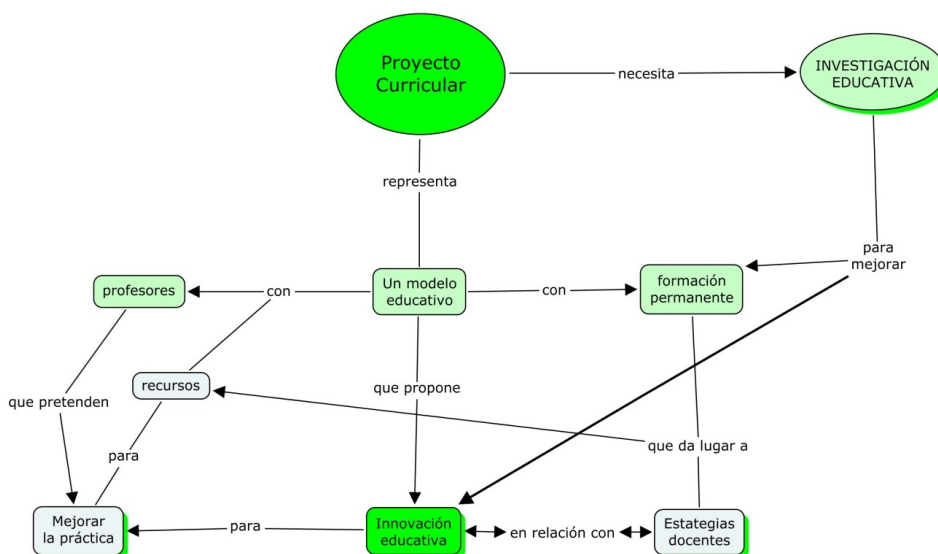 Proyecto
Curricular
necesita
INVESTIGACIÓN
EDUCATIVA
representa
para
mejorar
profesores
con
Un modelo
educativo
con
formación
permanente
recursos
que pretenden
que propone
para
que da lugar a
Mejorar
la práctica
para
Innovación
educativa
en relación con
Estategias
docentes